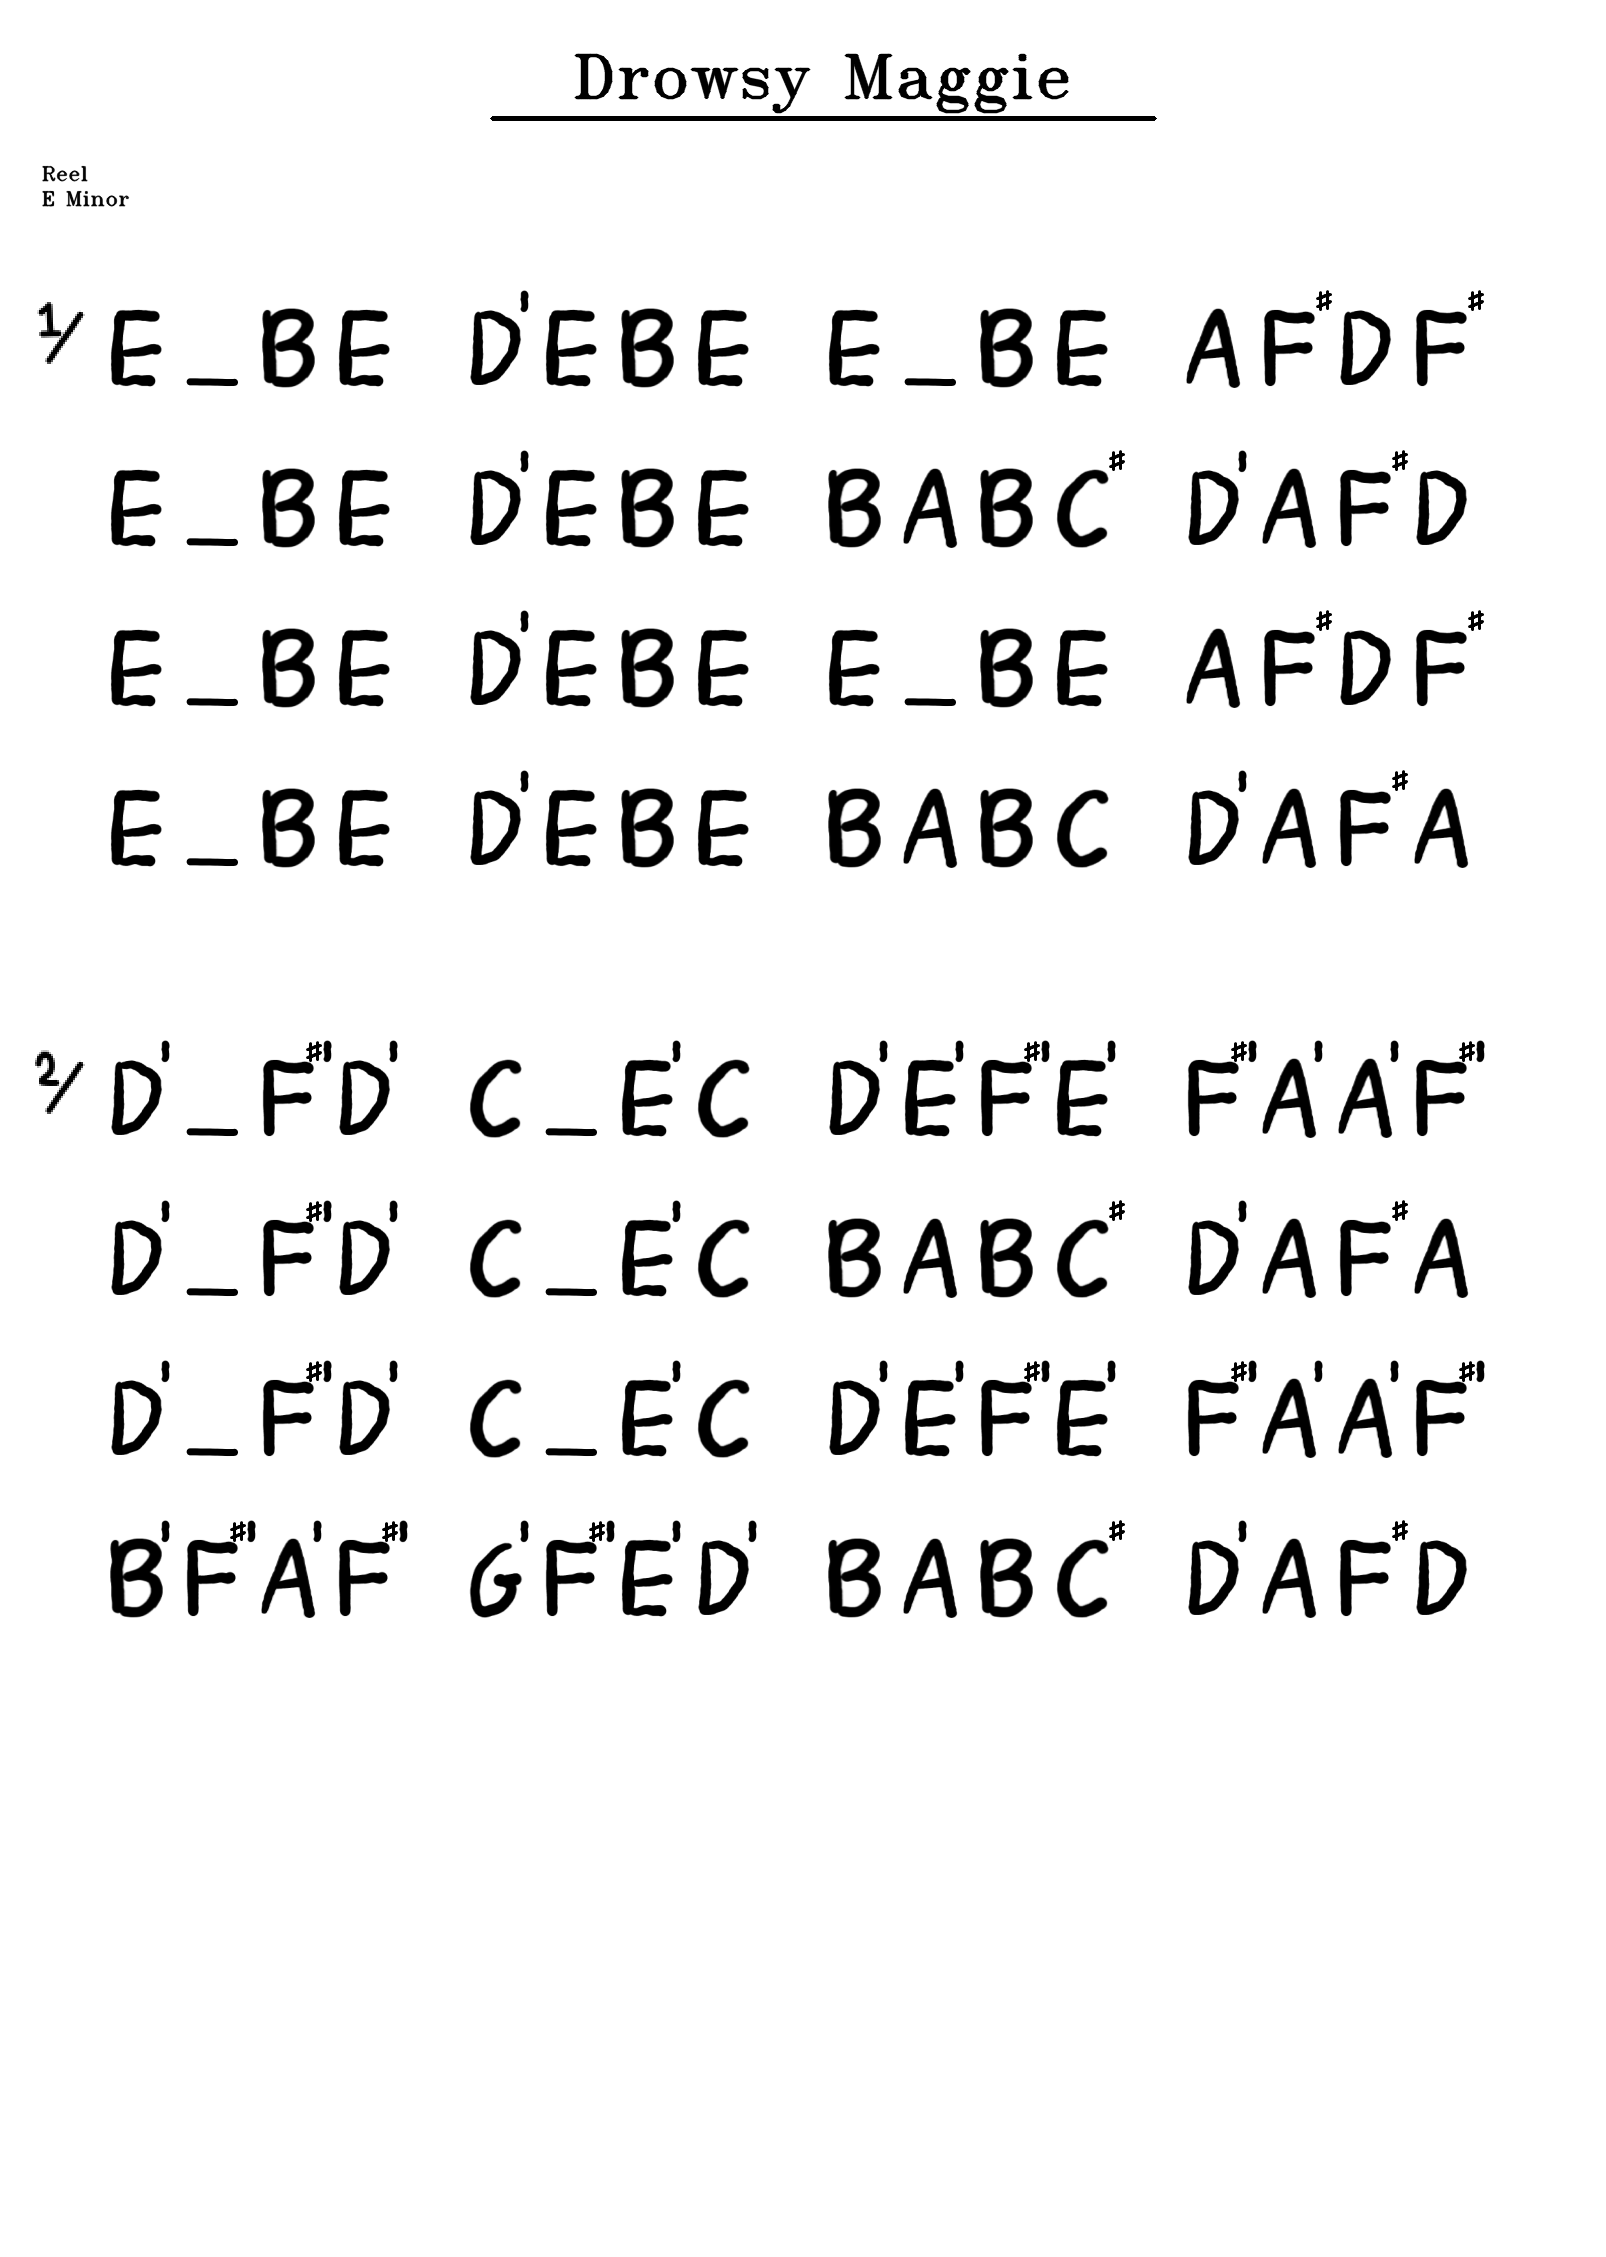 Drowsy Maggie
Reel
E Minor
1/ E_BE D'EBE E_BE AF#DF#
E_BE D'EBE BABC# D'AF#D
E_BE D'EBE E_BE AF#DF#
E_BE D'EBE BABC D'AF#A
2/ D'_F#'D' C_E'C D'E'F#'E' F#'A'A'F#'
D'_F#'D' C_E'C BABC# D'AF#A
D'_F#'D' C_E'C D'E'F#'E' F#'A'A'F#'
B'F#'A'F#' G'F#'E'D' BABC# D'AF#D